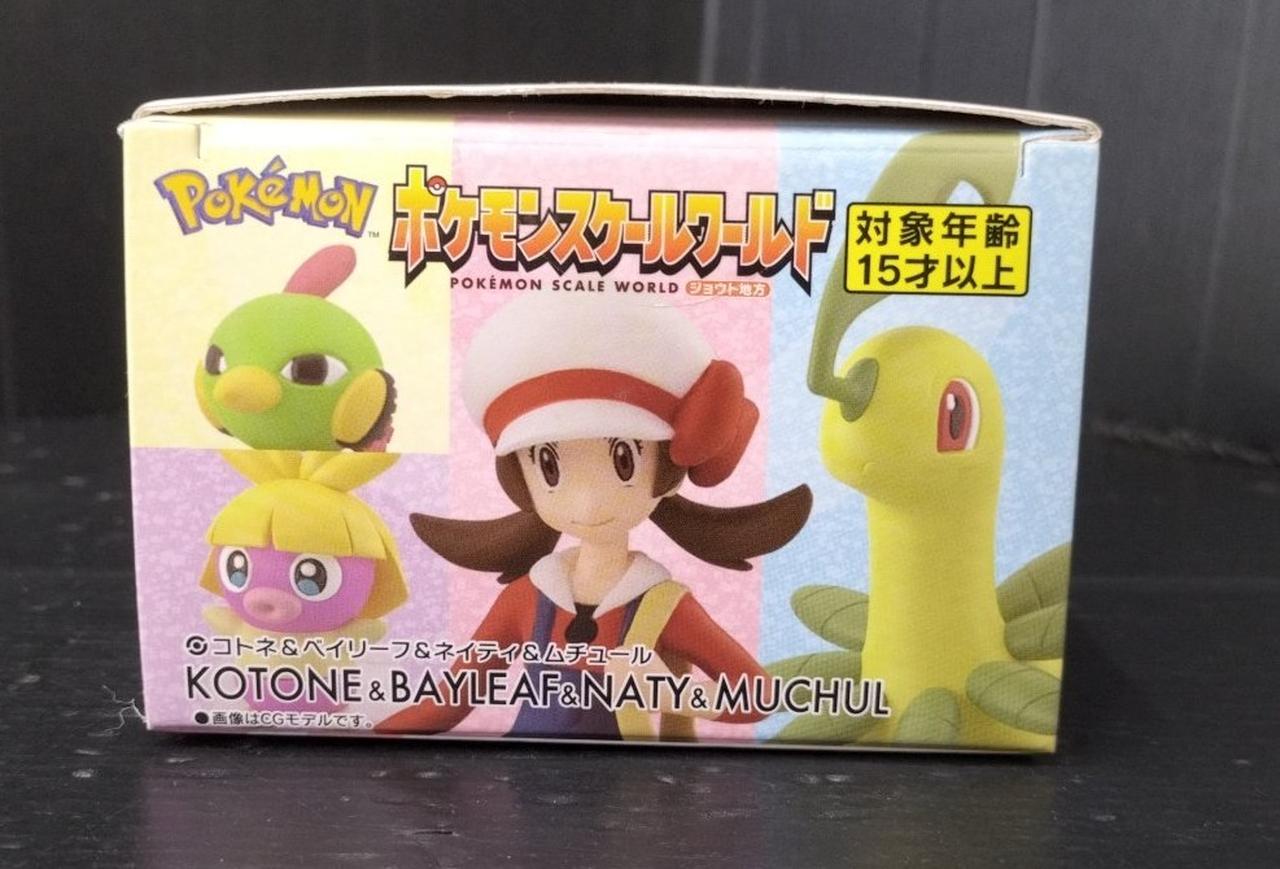 POKÉMON™
ポケモンスケールワールド
POKÉMON SCALE WORLD ジョウト地方
対象年齢
15才以上
コトネ&ベイリーフ&ネイティ&ムチュール
KOTONE&BAYLEAF&NATY&MUCHUL
●画像はCGモデルです。